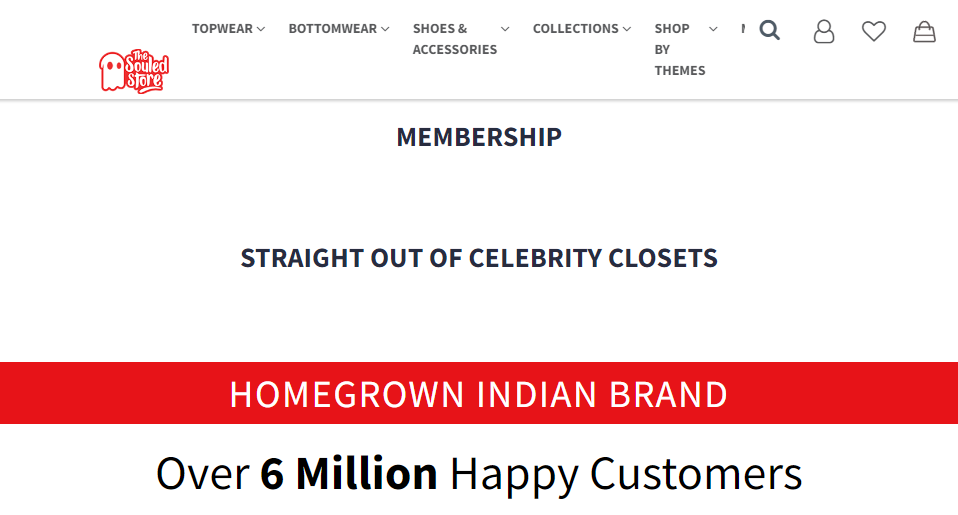 TOPWEAR BOTTOMWEAR SHOES & ACCESSORIES COLLECTIONS SHOP BY THEMES
The Souled Store
MEMBERSHIP
STRAIGHT OUT OF CELEBRITY CLOSETS
HOMEGROWN INDIAN BRAND
Over 6 Million Happy Customers